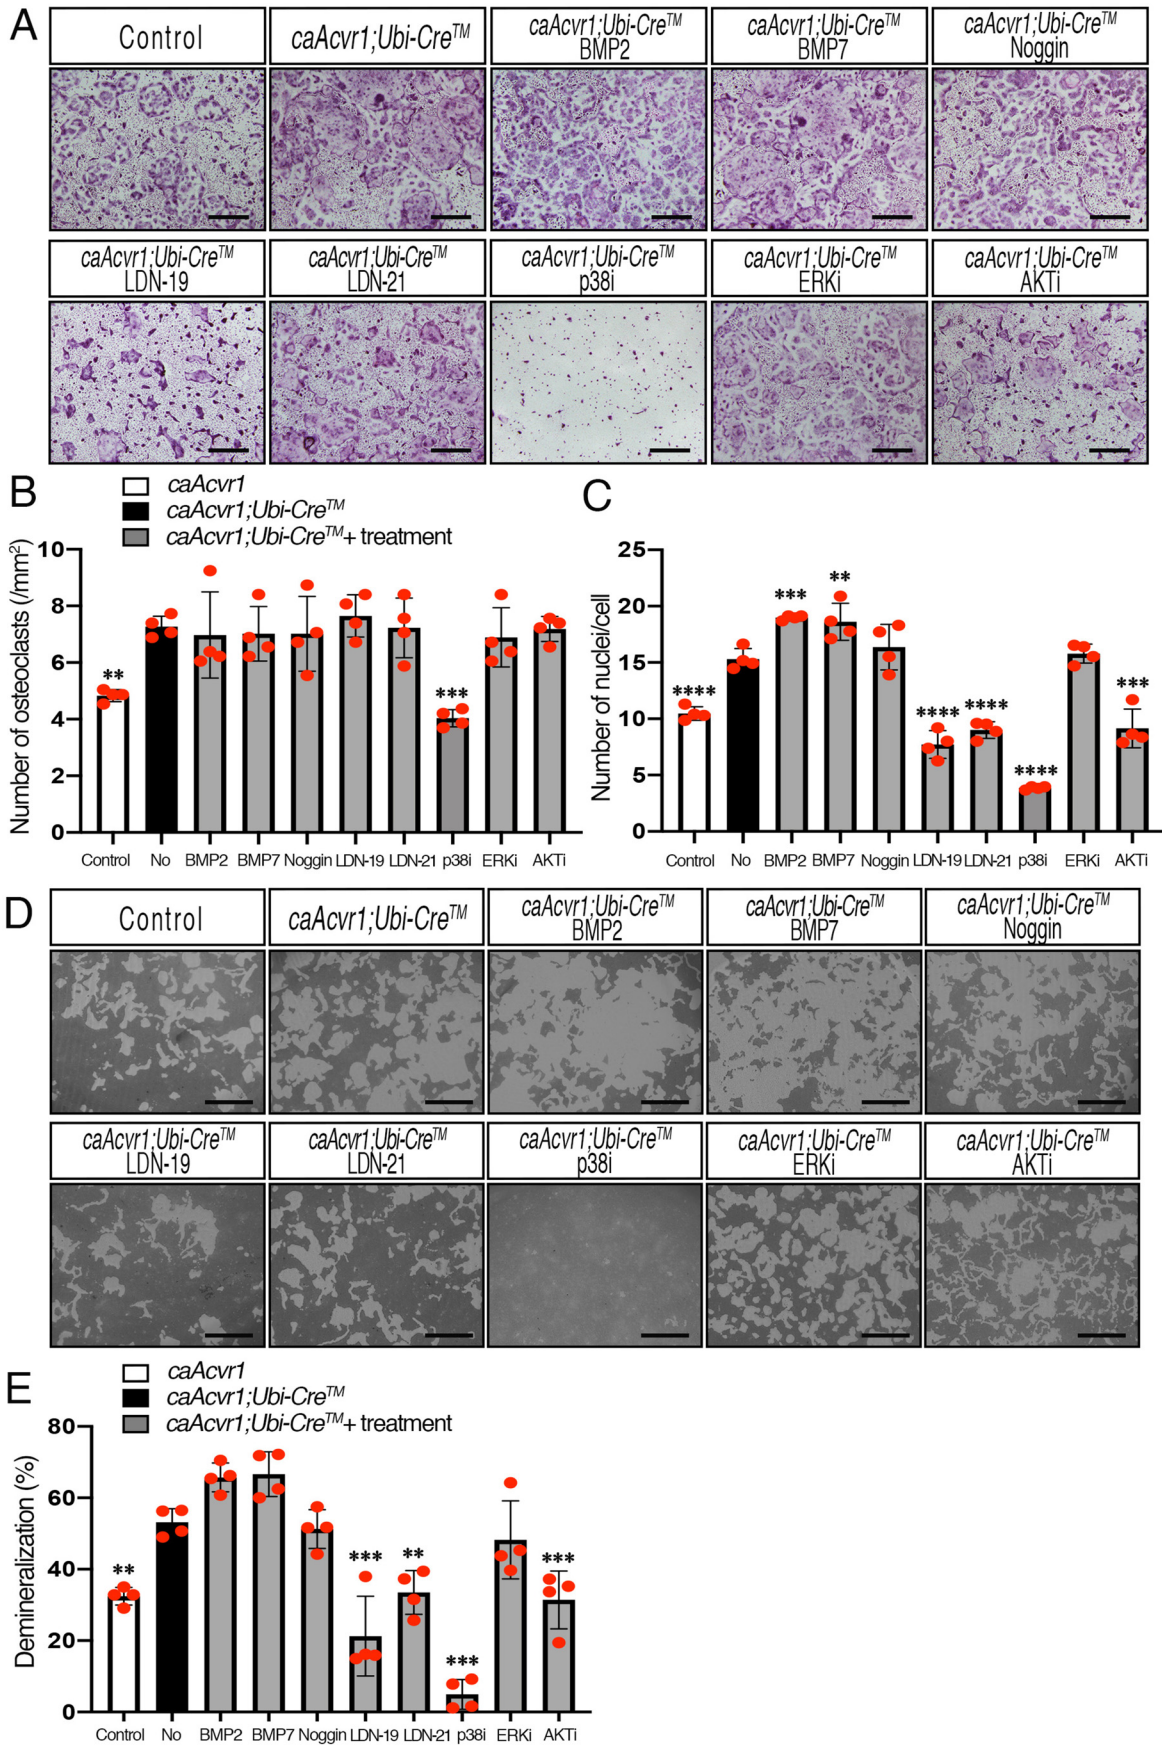 A
Control
caAcvr1;Ubi-CreTM
caAcvr1;Ubi-CreTM
BMP2
caAcvr1;Ubi-CreTM
BMP7
caAcvr1;Ubi-CreTM
Noggin
caAcvr1;Ubi-CreTM
LDN-19
caAcvr1;Ubi-CreTM
LDN-21
caAcvr1;Ubi-CreTM
p38i
caAcvr1;Ubi-CreTM
ERKi
caAcvr1;Ubi-CreTM
AKTi
B
caAcvr1
caAcvr1;Ubi-CreTM
caAcvr1;Ubi-CreTM+ treatment
Number of osteoclasts (/mm2)
10
8
6
4
2
0
**
***
Control No BMP2 BMP7 Noggin LDN-19 LDN-21 p38i ERKi AKTi
C
Number of nuclei/cell
25
20
15
10
5
0
****
***
**
****
****
****
***
Control No BMP2 BMP7 Noggin LDN-19 LDN-21 p38i ERKi AKTi
D
Control
caAcvr1;Ubi-CreTM
caAcvr1;Ubi-CreTM
BMP2
caAcvr1;Ubi-CreTM
BMP7
caAcvr1;Ubi-CreTM
Noggin
caAcvr1;Ubi-CreTM
LDN-19
caAcvr1;Ubi-CreTM
LDN-21
caAcvr1;Ubi-CreTM
p38i
caAcvr1;Ubi-CreTM
ERKi
caAcvr1;Ubi-CreTM
AKTi
E
caAcvr1
caAcvr1;Ubi-CreTM
caAcvr1;Ubi-CreTM+ treatment
Demineralization (%)
80
60
40
20
0
**
***
**
***
***
Control No BMP2 BMP7 Noggin LDN-19 LDN-21 p38i ERKi AKTi